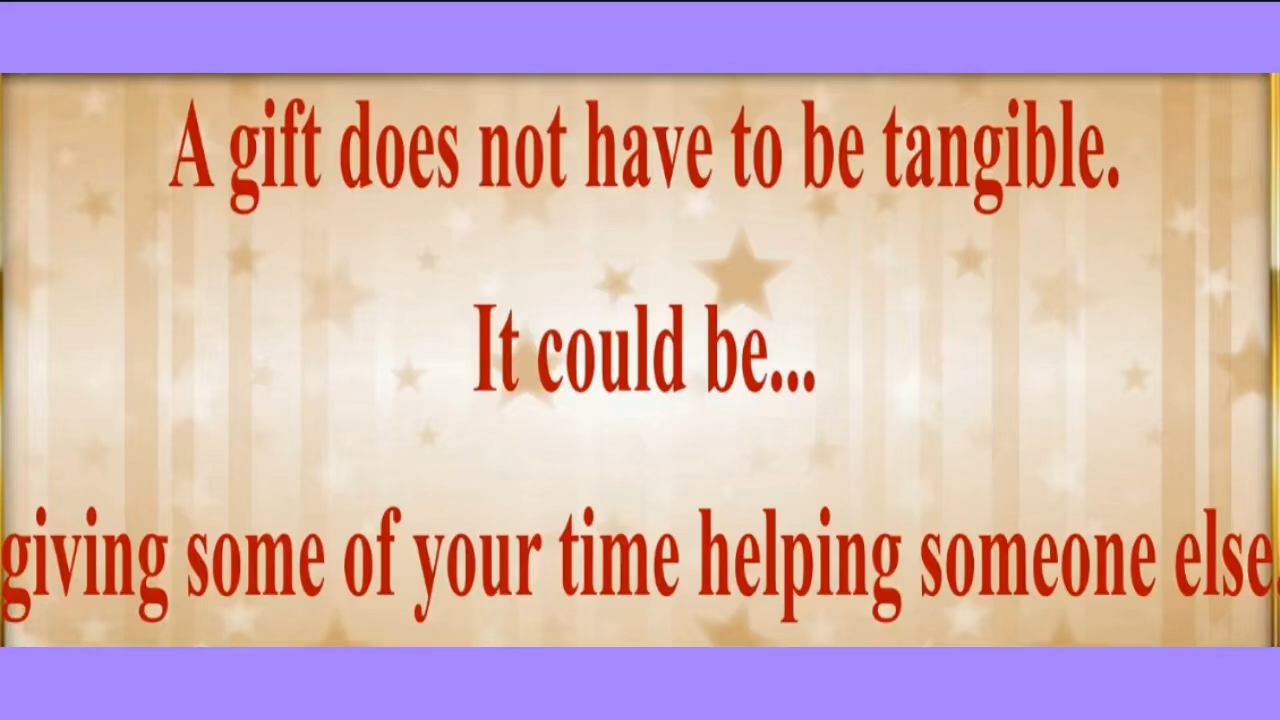 A gift does not have to be tangible.
It could be...
giving some of your time helping someone else.